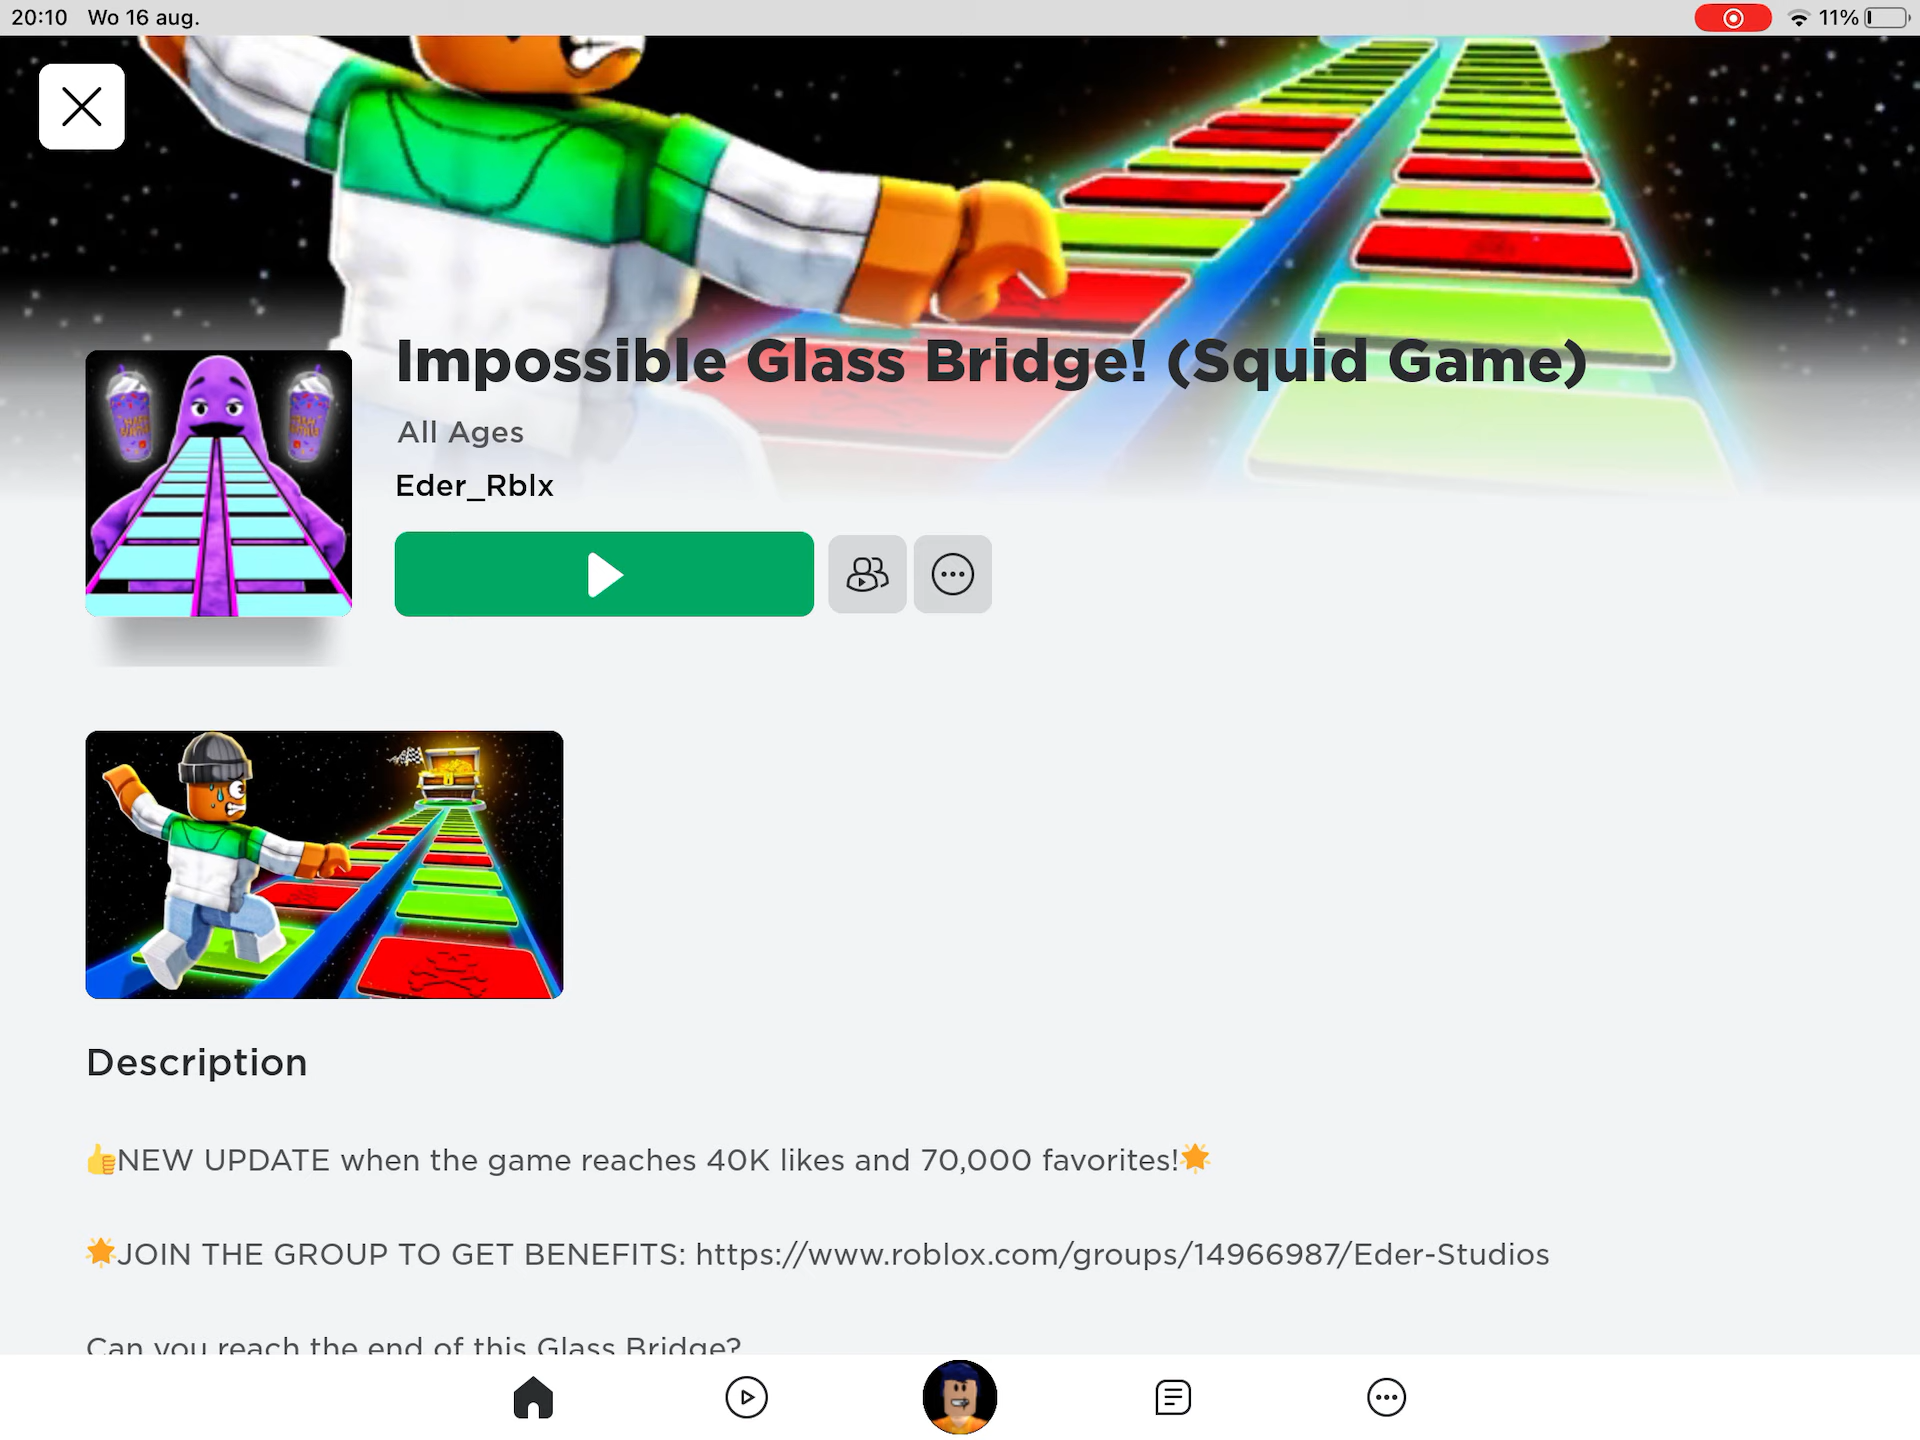 20:10 Wo 16 aug.
11%
Impossible Glass Bridge! (Squid Game)
All Ages
Eder_Rblx
Description
👍NEW UPDATE when the game reaches 40K likes and 70,000 favorites!🌟
🌟JOIN THE GROUP TO GET BENEFITS: https://www.roblox.com/groups/14966987/Eder-Studios
Can you reach the end of this Glass Bridge?